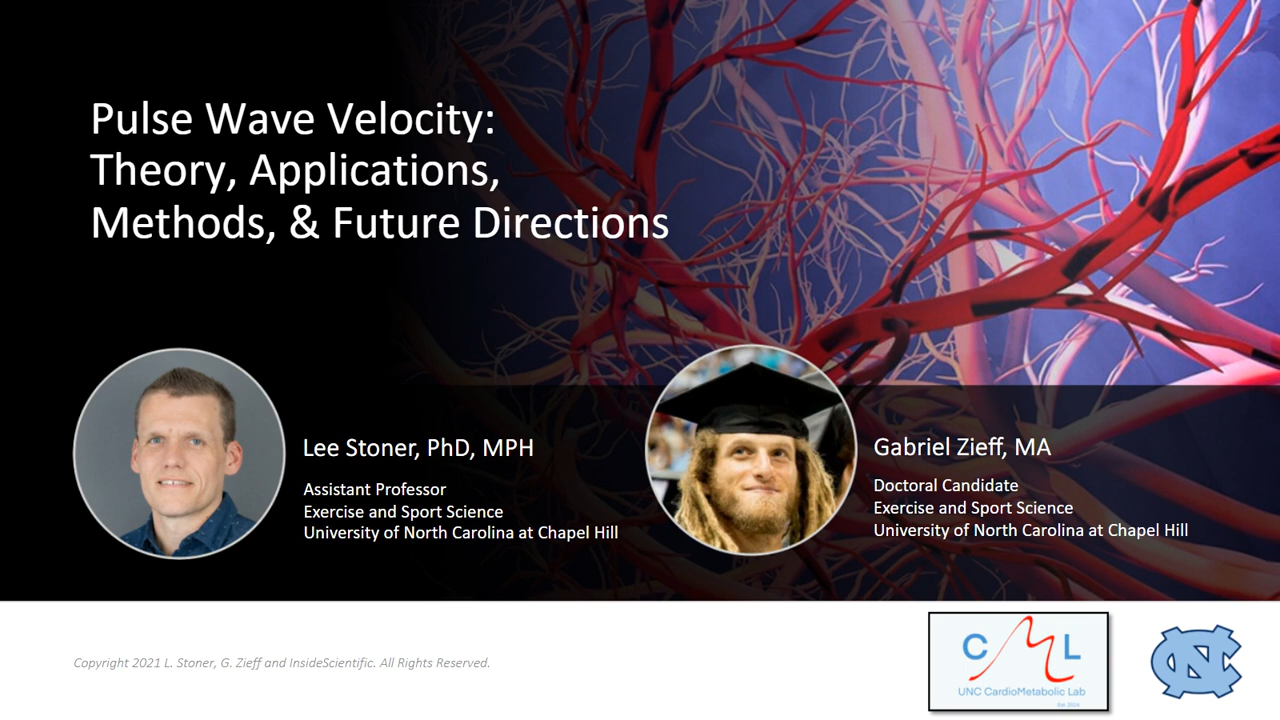 Pulse Wave Velocity:
Theory, Applications,
Methods, & Future Directions
Lee Stoner, PhD, MPH
Assistant Professor
Exercise and Sport Science
University of North Carolina at Chapel Hill
Gabriel Zieff, MA
Doctoral Candidate
Exercise and Sport Science
University of North Carolina at Chapel Hill
Copyright 2021 L. Stoner, G. Zieff and InsideScientific. All Rights Reserved.
CML
UNC CardioMetabolic Lab
NC